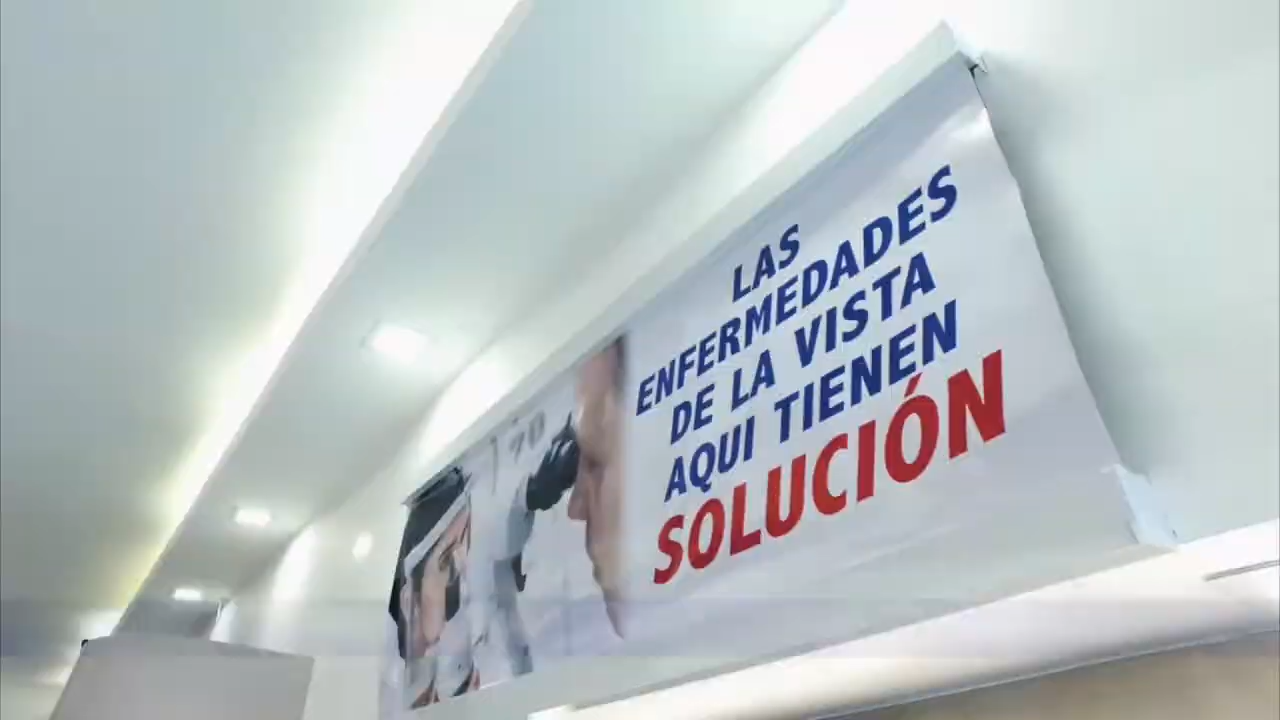 LAS
ENFERMEDADES
DE LA VISTA
AQUI TIENEN
SOLUCIÓN